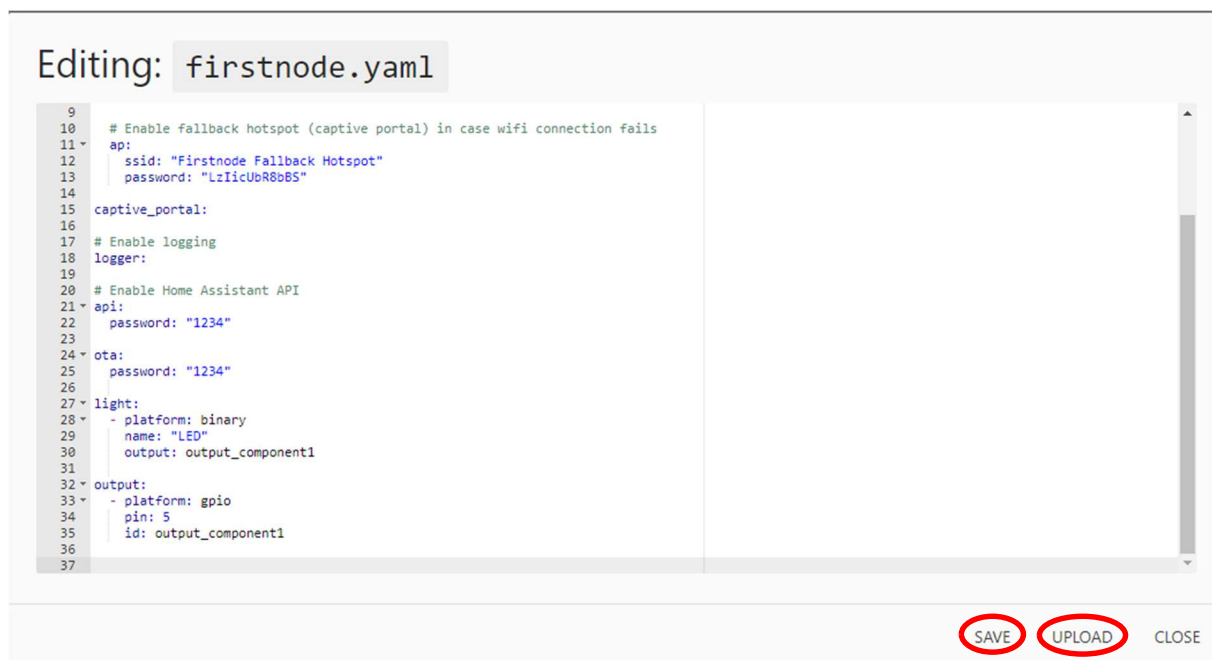 Editing: firstnode.yaml
9
10 # Enable fallback hotspot (captive portal) in case wifi connection fails
11 ap:
12 ssid: "Firstnode Fallback Hotspot"
13 password: "LzIicUbR8bBS"
14
15 captive_portal:
16
17 # Enable logging
18 logger:
19
20 # Enable Home Assistant API
21 api:
22 password: "1234"
23
24 ota:
25 password: "1234"
26
27 light:
28 - platform: binary
29 name: "LED"
30 output: output_component1
31
32 output:
33 - platform: gpio
34 pin: 5
35 id: output_component1
36
37
SAVE UPLOAD CLOSE